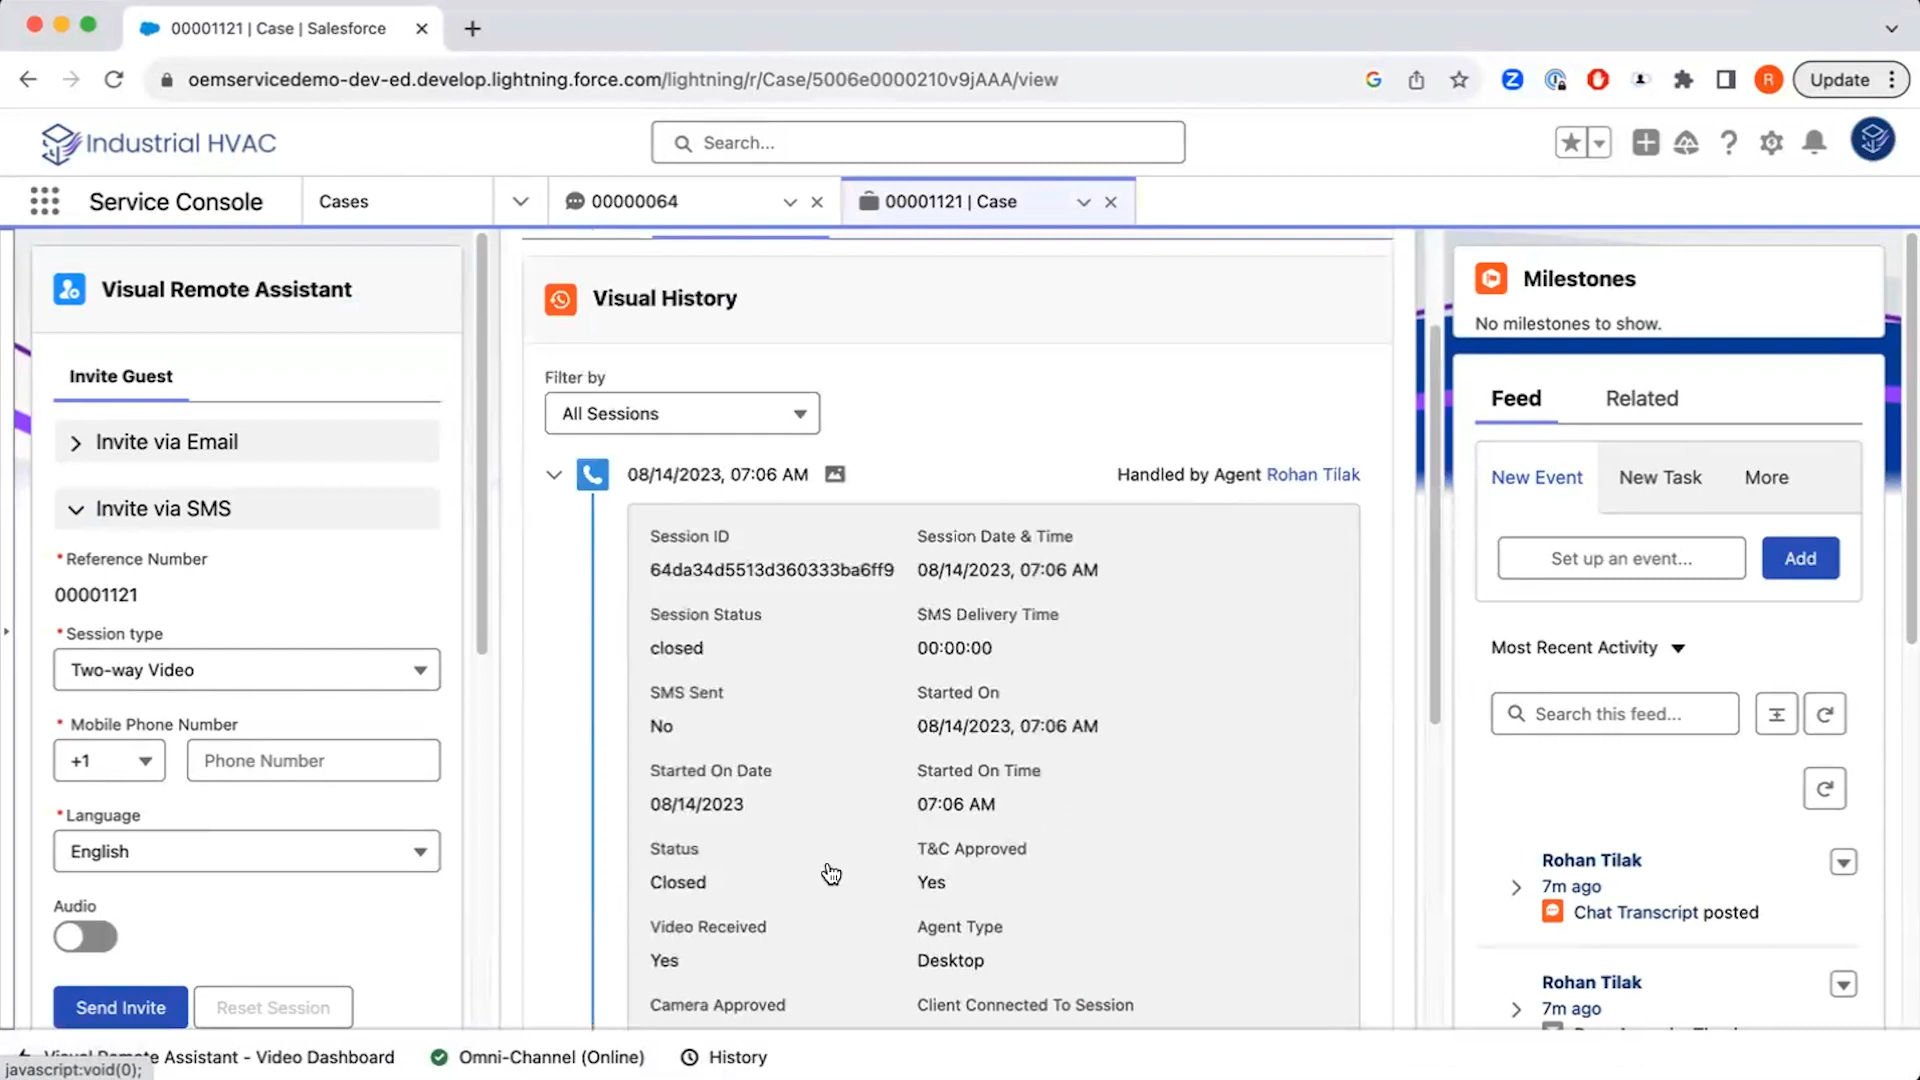 00001121 | Case | Salesforce
oemservicedemo-dev-ed.develop.lightning.force.com/lightning/r/Case/5006e0000210v9jAAA/view
G
Z
R
Update
Industrial HVAC
Search...
Service Console
Cases
00000064
00001121 | Case
Visual Remote Assistant
Invite Guest
Invite via Email
Invite via SMS
* Reference Number
00001121
* Session type
Two-way Video
* Mobile Phone Number
+1
Phone Number
* Language
English
Audio
Send Invite
Reset Session
Visual History
Filter by
All Sessions
08/14/2023, 07:06 AM
Handled by Agent Rohan Tilak
Session ID
Session Date & Time
64da34d5513d360333ba6ff9
08/14/2023, 07:06 AM
Session Status
SMS Delivery Time
closed
00:00:00
SMS Sent
Started On
No
08/14/2023, 07:06 AM
Started On Date
Started On Time
08/14/2023
07:06 AM
Status
T&C Approved
Closed
Yes
Video Received
Agent Type
Yes
Desktop
Camera Approved
Client Connected To Session
Milestones
No milestones to show.
Feed
Related
New Event
New Task
More
Set up an event...
Add
Most Recent Activity
Search this feed...
Rohan Tilak
7m ago
Chat Transcript posted
Rohan Tilak
7m ago
Visual Remote Assistant - Video Dashboard
Omni-Channel (Online)
History
javascript:void(0);